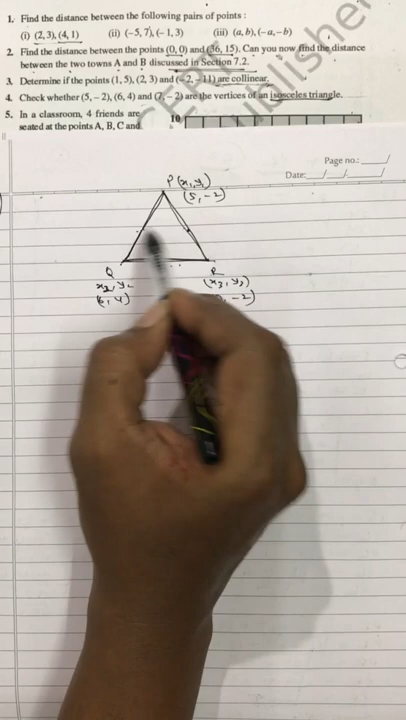 1. Find the distance between the following pairs of points :
(i) (2, 3), (4, 1) (ii) (−5, 7), (−1, 3) (iii) (a, b), (−a, −b)
2. Find the distance between the points (0, 0) and (36, 15). Can you now find the distance
between the two towns A and B discussed in Section 7.2.
3. Determine if the points (1, 5), (2, 3) and (−2, −11) are collinear.
4. Check whether (5, −2), (6, 4) and (7, −2) are the vertices of an isosceles triangle.
5. In a classroom, 4 friends are
seated at the points A, B, C and
10
Page no.:
Date: / /
P (x₁, y₁)
(5, −2)
Q
x₂, y₂
(6, 4)
R
(x₃, y₃)
, −2)